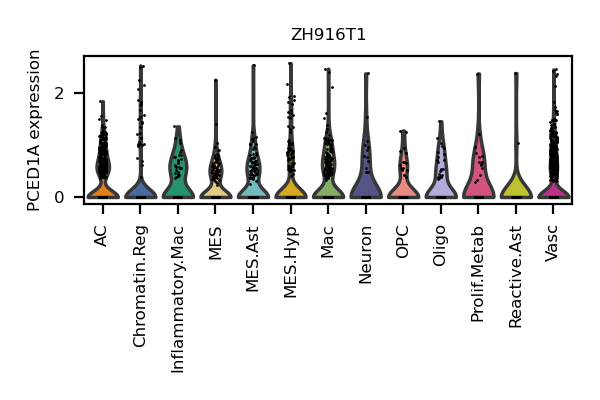 ZH916T1
PCED1A expression
2
0
AC
Chromatin.Reg
Inflammatory.Mac
MES
MES.Ast
MES.Hyp
Mac
Neuron
OPC
Oligo
Prolif.Metab
Reactive.Ast
Vasc